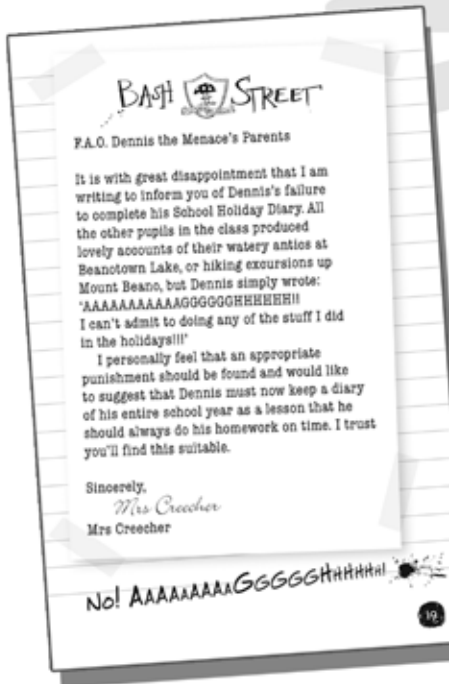 BASH STREET
F.A.O. Dennis the Menace's Parents
It is with great disappointment that I am
writing to inform you of Dennis's failure
to complete his School Holiday Diary. All
the other pupils in the class produced
lovely accounts of their watery antics at
Beanotown Lake, or hiking excursions up
Mount Beano, but Dennis simply wrote:
"AAAAAAAAAAAGGGGGGHHHHHH!!
I can't admit to doing any of the stuff I did
in the holidays!!!"
I personally feel that an appropriate
punishment should be found and would like
to suggest that Dennis must now keep a diary
of his entire school year as a lesson that he
should always do his homework on time. I trust
you"ll find this suitable.
Sincerely,
Mrs Creecher
Mrs Creecher
No! AAAAAAAAAGGGGGHHHHHH!
19